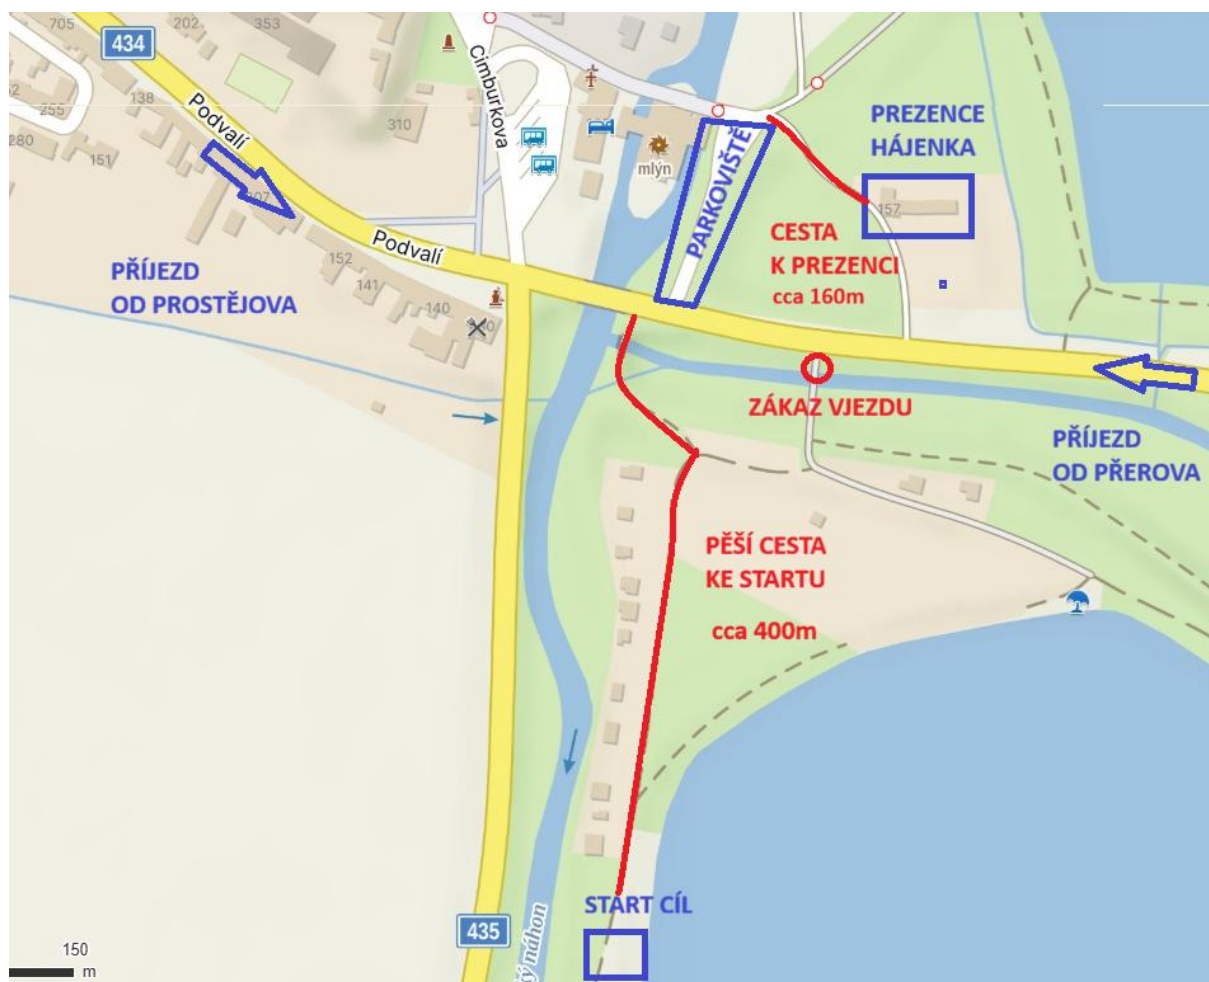 705
202
353
434
138
255
280
151
310
Podvalí
Cimburkova
mlýn
PARKOVIŠTĚ
PREZENCE
HÁJENKA
157
CESTA
K PREZENCI
cca 160m
Podvalí
152
141
140
PŘÍJEZD
OD PROSTĚJOVA
ZÁKAZ VJEZDU
PŘÍJEZD
OD PŘEROVA
PĚŠÍ CESTA
KE STARTU
cca 400m
START CÍL
435
ý náhon
150
m